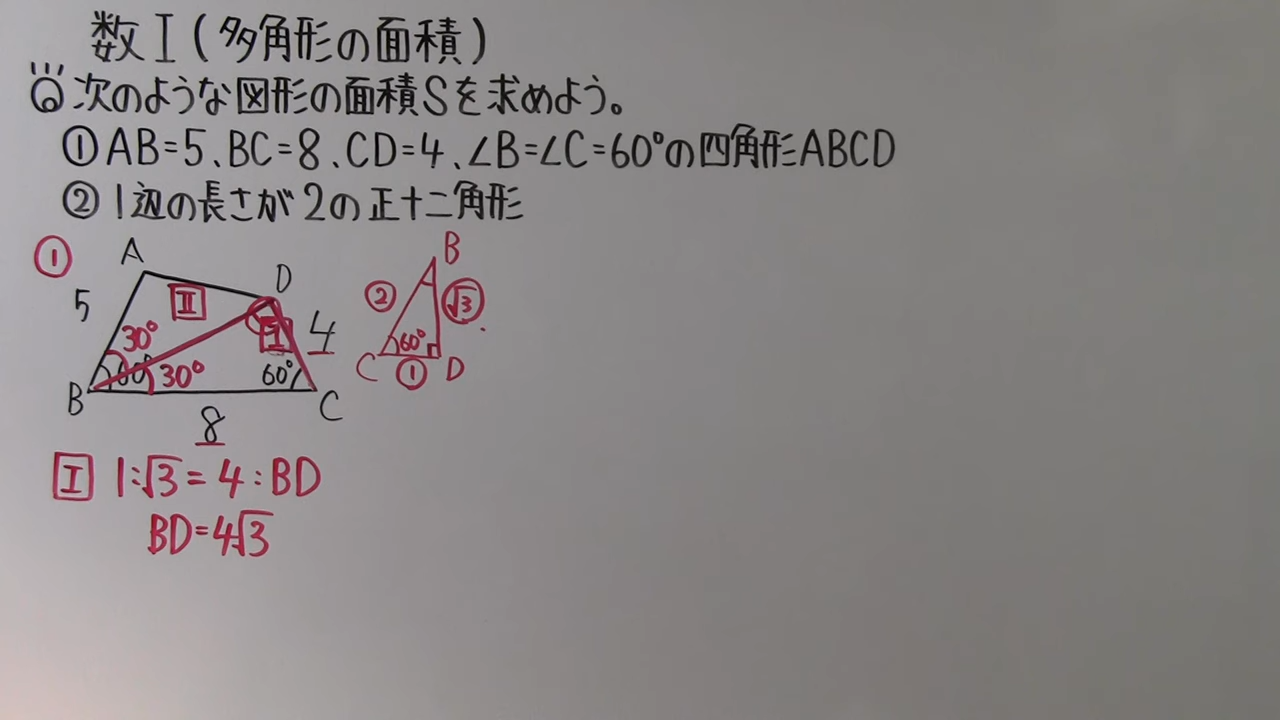 数I(多角形の面積)
Q 次のような図形の面積Sを求めよう。
①AB=5、BC=8、CD=4、∠B=∠C=60°の四角形ABCD
②1辺の長さが2の正十二角形
①
A
D
5
II
30°
I
4
60°
30°
60°
B
C
8
B
②
√3
60°
C
①
D
I 1:√3=4:BD
BD=4√3